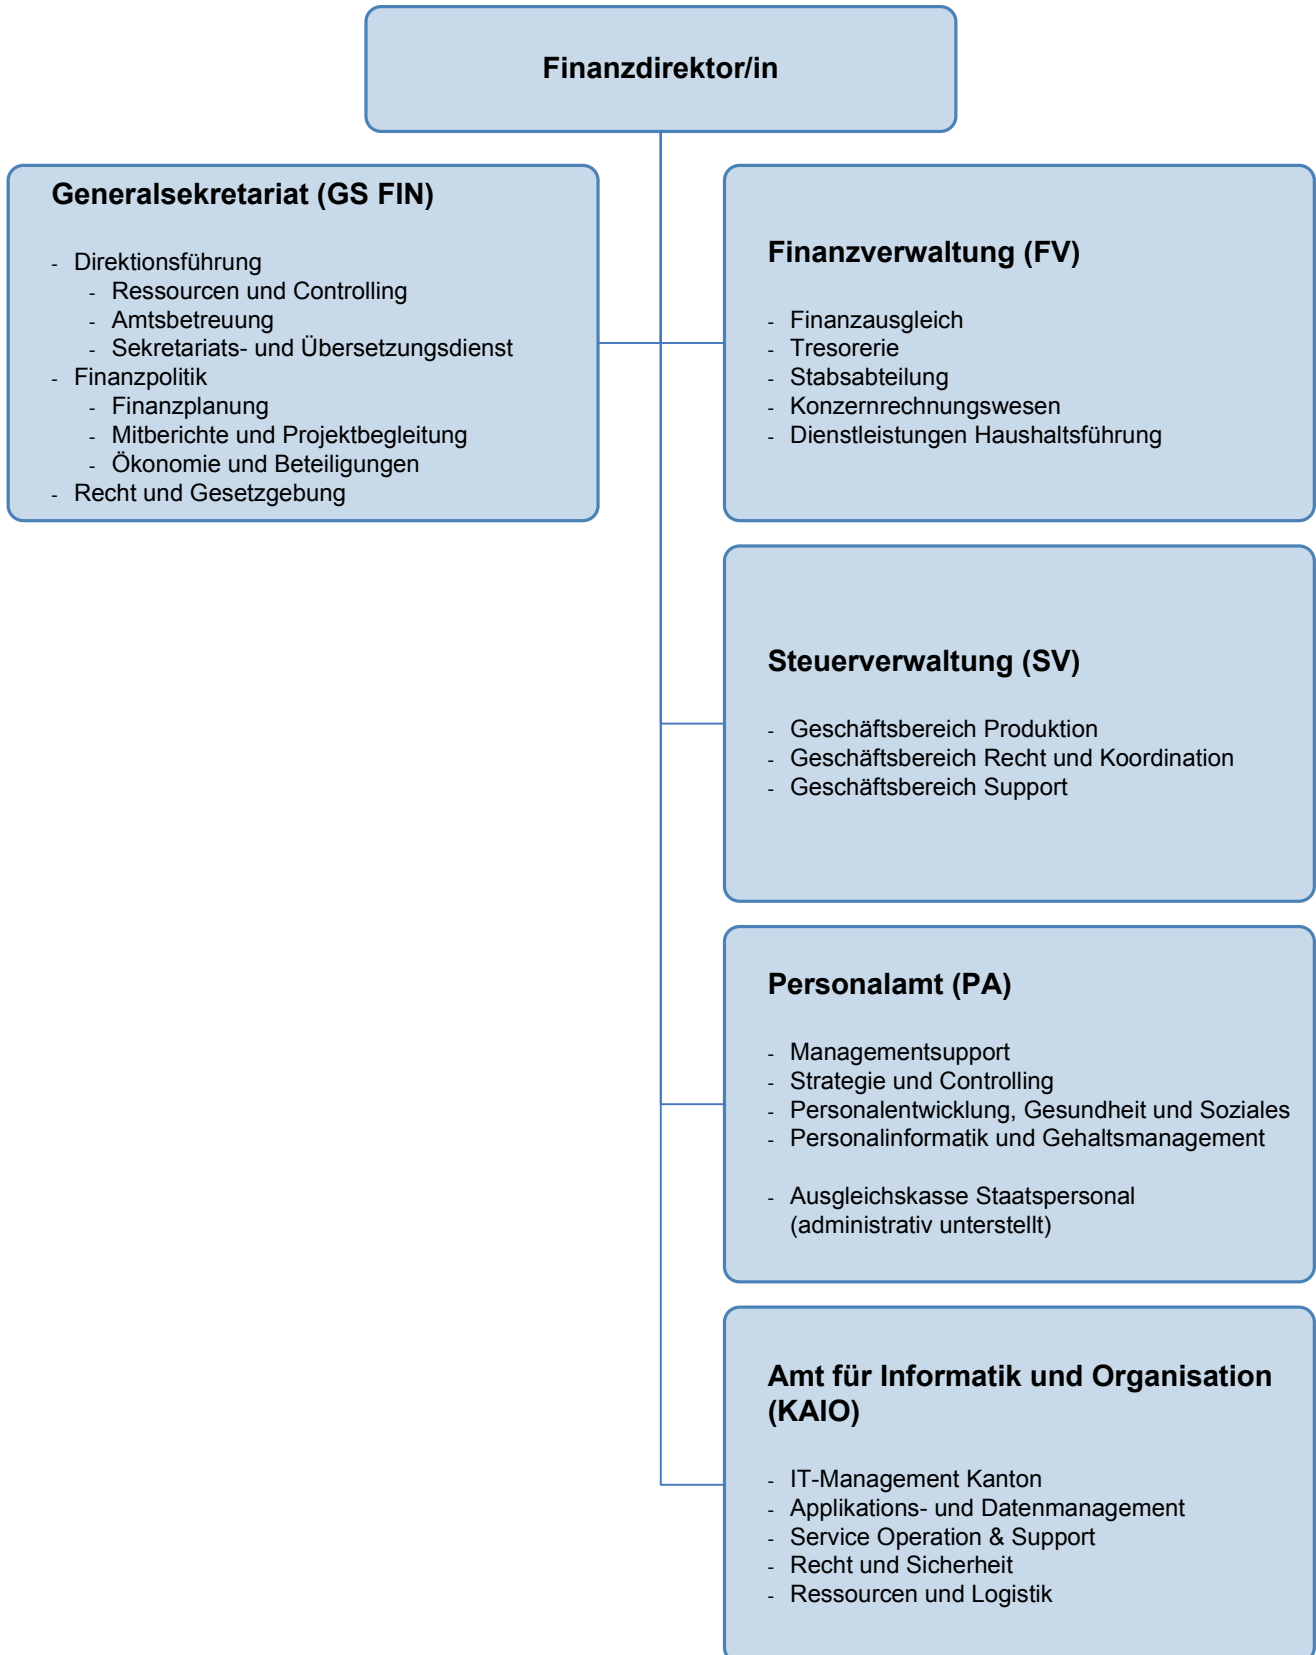 Finanzdirektor/in
Generalsekretariat (GS FIN)
- Direktionsführung
- Ressourcen und Controlling
- Amtsbetreuung
- Sekretariats- und Übersetzungsdienst
- Finanzpolitik
- Finanzplanung
- Mitberichte und Projektbegleitung
- Ökonomie und Beteiligungen
- Recht und Gesetzgebung
Finanzverwaltung (FV)
- Finanzausgleich
- Tresorerie
- Stabsabteilung
- Konzernrechnungswesen
- Dienstleistungen Haushaltsführung
Steuerverwaltung (SV)
- Geschäftsbereich Produktion
- Geschäftsbereich Recht und Koordination
- Geschäftsbereich Support
Personalamt (PA)
- Managementsupport
- Strategie und Controlling
- Personalentwicklung, Gesundheit und Soziales
- Personalinformatik und Gehaltsmanagement
- Ausgleichskasse Staatspersonal
(administrativ unterstellt)
Amt für Informatik und Organisation
(KAIO)
- IT-Management Kanton
- Applikations- und Datenmanagement
- Service Operation & Support
- Recht und Sicherheit
- Ressourcen und Logistik